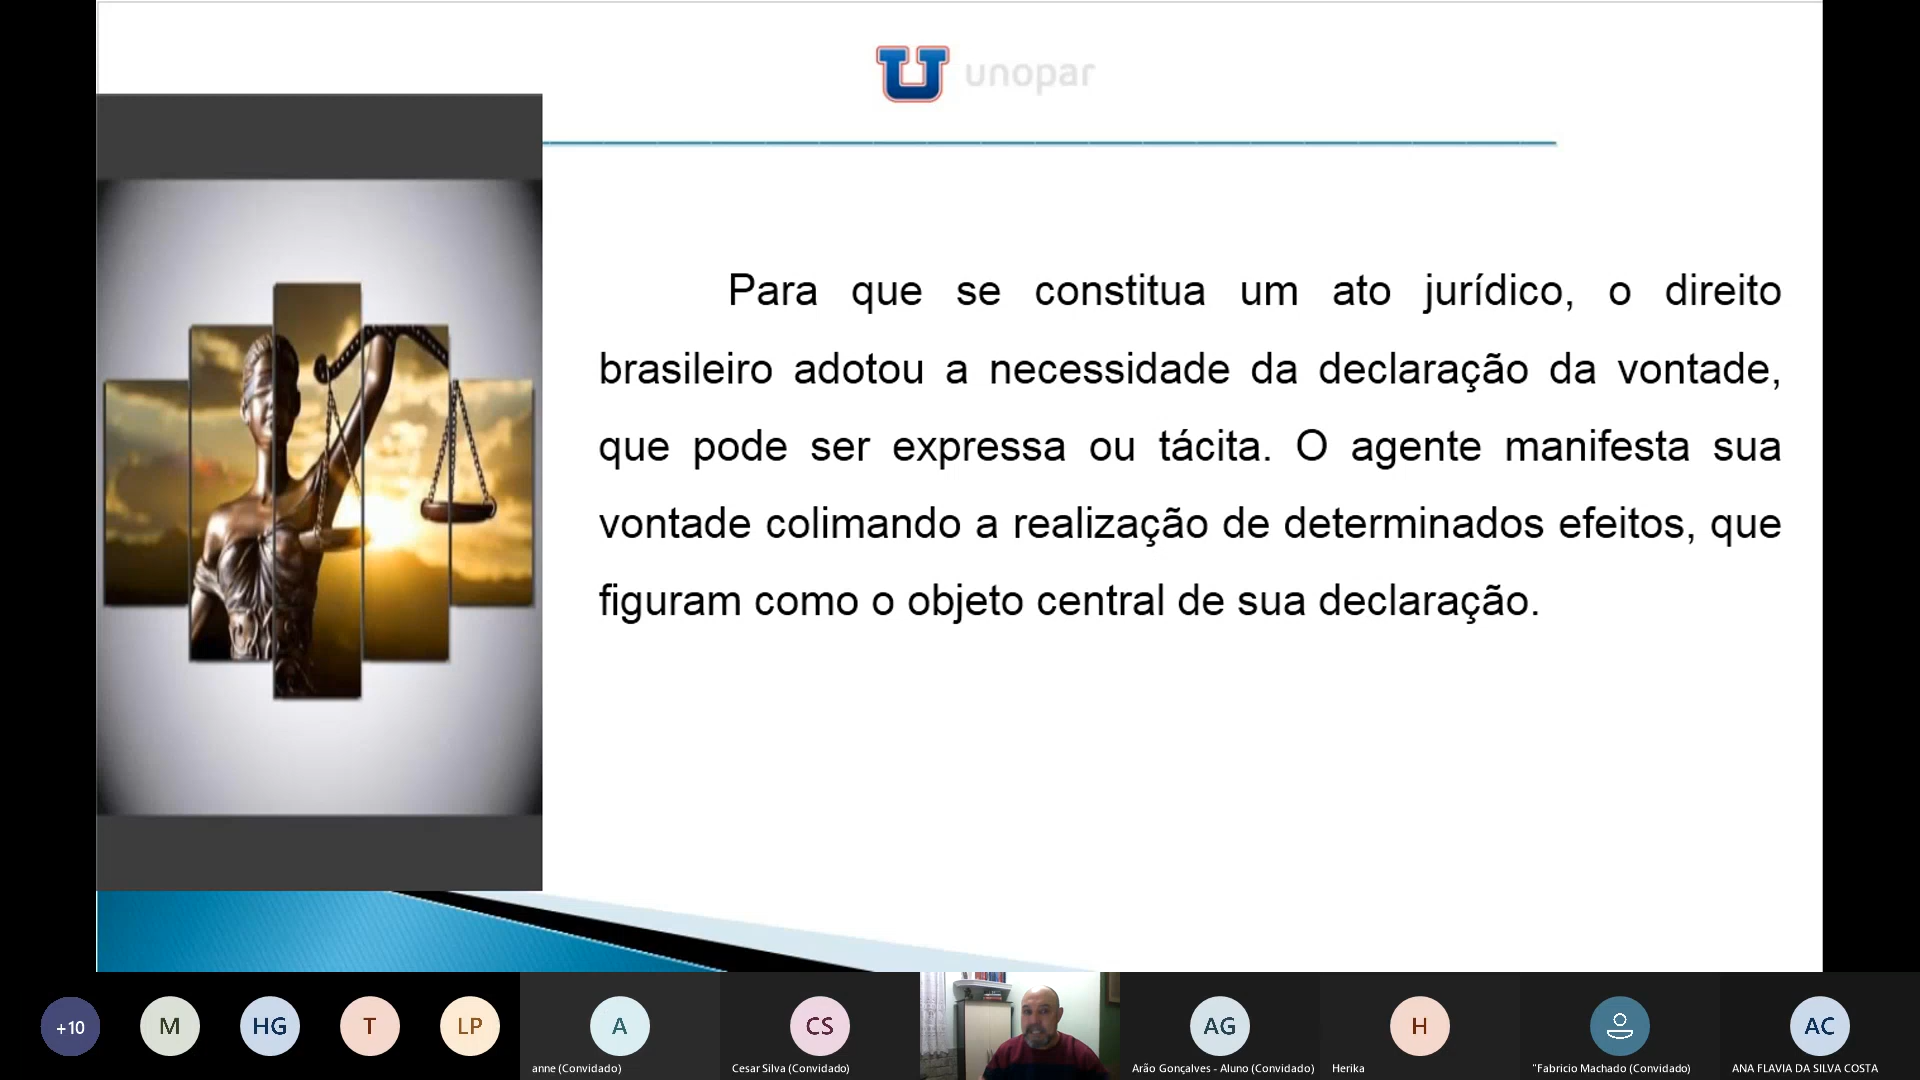 unopar
Para que se constitua um ato jurídico, o direito
brasileiro adotou a necessidade da declaração da vontade,
que pode ser expressa ou tácita. O agente manifesta sua
vontade colimando a realização de determinados efeitos, que
figuram como o objeto central de sua declaração.
+10
M
HG
T
LP
A
CS
AG
H
AC
anne (Convidado)
Cesar Silva (Convidado)
Arão Gonçalves - Aluno (Convidado)
Herika
"Fabricio Machado (Convidado)
ANA FLAVIA DA SILVA COSTA